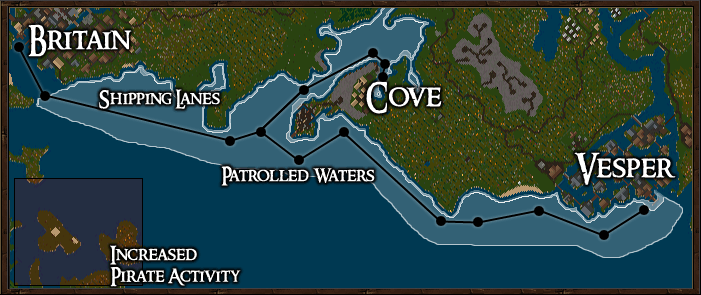 BRITAIN
SHIPPING LANES
COVE
PATROLLED WATERS
VESPER
INCREASED
PIRATE ACTIVITY